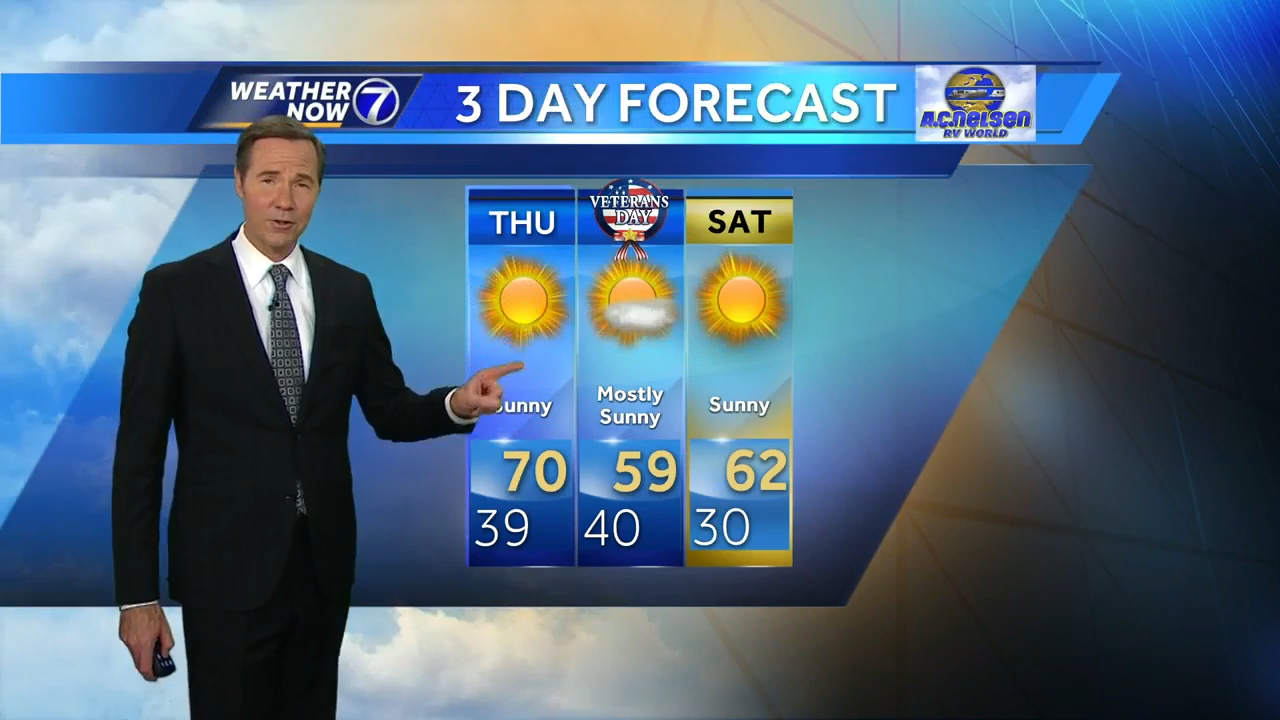 WEATHER
NOW 7
3 DAY FORECAST
A.C.NELSEN
RV WORLD
THU
VETERANS
DAY
SAT
Sunny
Mostly
Sunny
Sunny
70
59
62
39
40
30